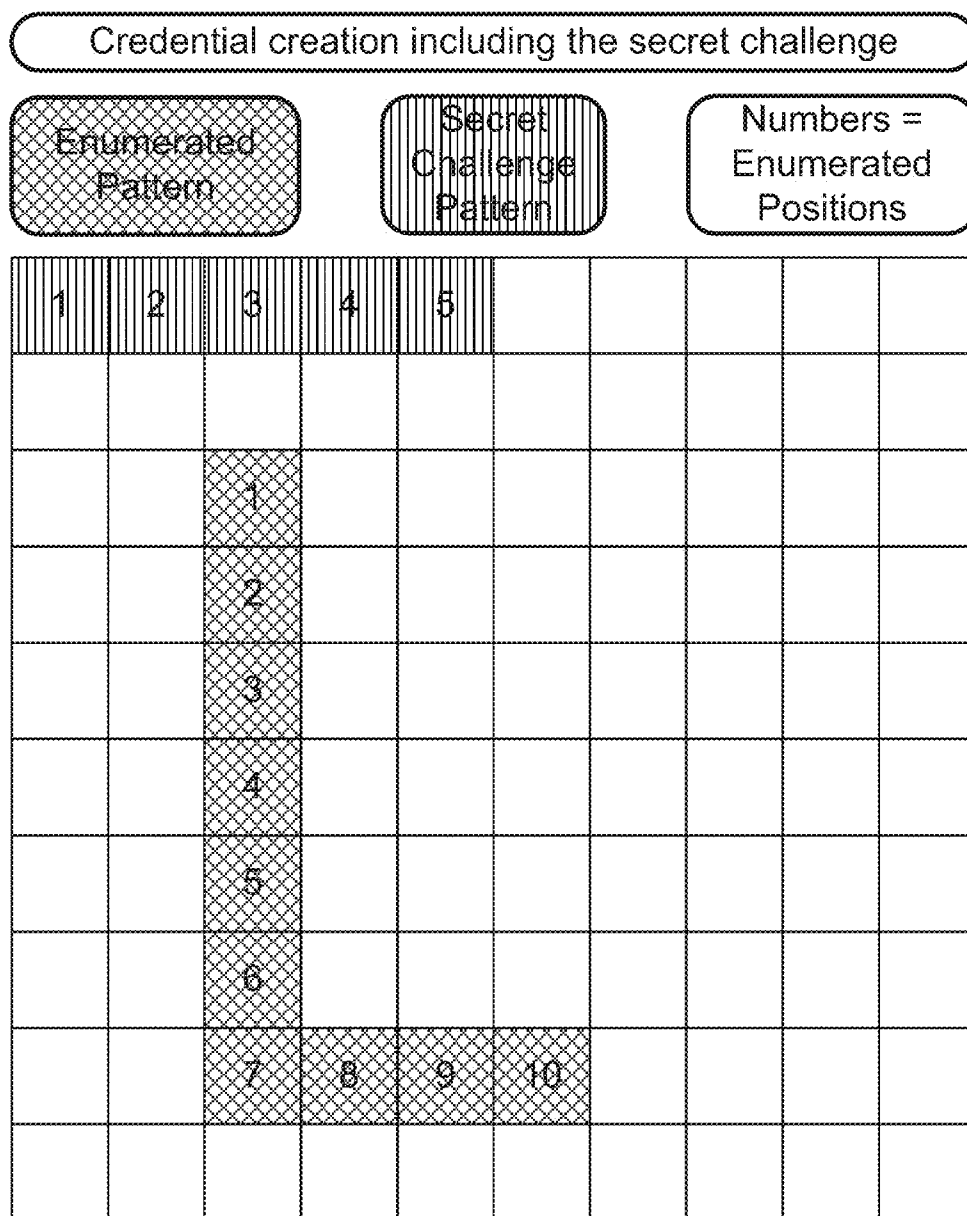 Credential creation including the secret challenge
Enumerated
Pattern
Secret
Challenge
Pattern
Numbers =
Enumerated
Positions
1 2 3 4 5
1
2
3
4
5
6
7 8 9 10